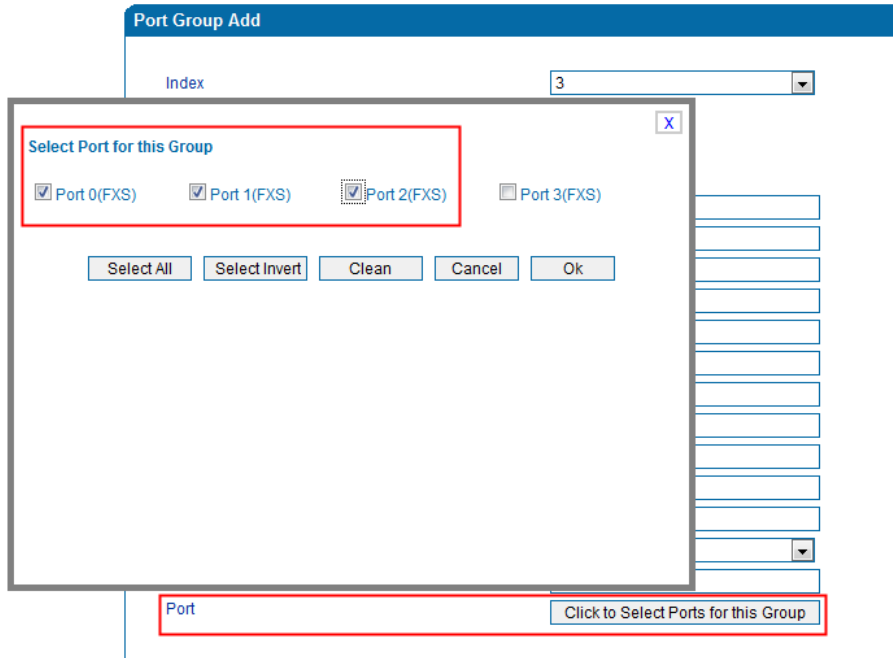 Port Group Add
Index 3
X
Select Port for this Group
Port 0(FXS) Port 1(FXS) Port 2(FXS) Port 3(FXS)
Select All Select Invert Clean Cancel Ok
Port Click to Select Ports for this Group